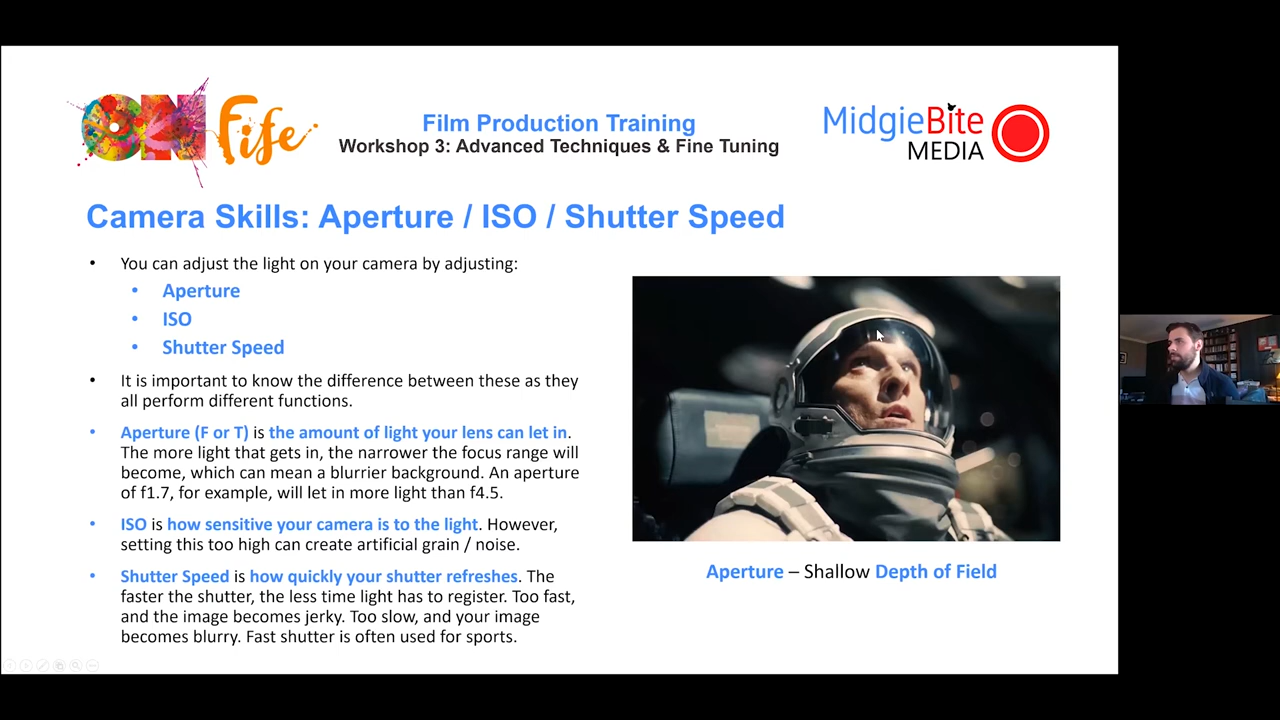 ON Fife
Film Production Training
Workshop 3: Advanced Techniques & Fine Tuning
MidgieBite
MEDIA
Camera Skills: Aperture / ISO / Shutter Speed
• You can adjust the light on your camera by adjusting:
• Aperture
• ISO
• Shutter Speed
• It is important to know the difference between these as they
all perform different functions.
• Aperture (F or T) is the amount of light your lens can let in.
The more light that gets in, the narrower the focus range will
become, which can mean a blurrier background. An aperture
of f1.7, for example, will let in more light than f4.5.
• ISO is how sensitive your camera is to the light. However,
setting this too high can create artificial grain / noise.
• Shutter Speed is how quickly your shutter refreshes. The
faster the shutter, the less time light has to register. Too fast,
and the image becomes jerky. Too slow, and your image
becomes blurry. Fast shutter is often used for sports.
Aperture – Shallow Depth of Field